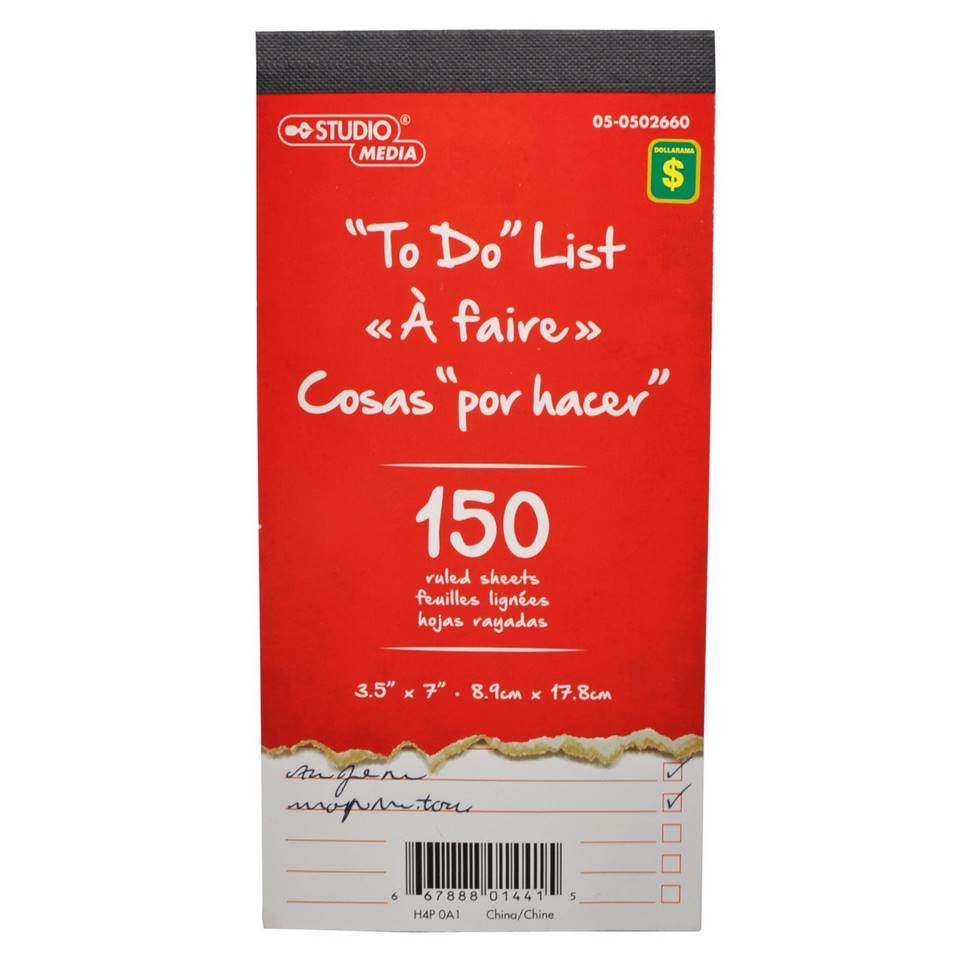 STUDIO®
MEDIA
05-0502660
DOLLARAMA
$
“To Do” List
« À faire »
Cosas “por hacer”
150
ruled sheets
feuilles lignées
hojas rayadas
3.5” x 7” · 8.9cm x 17.8cm
6 67888 01441 5
H4P 0A1 China/Chine